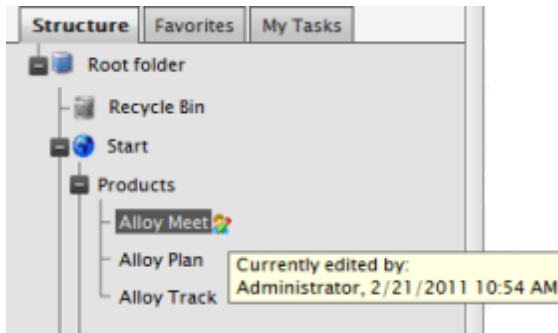 Structure Favorites My Tasks
Root folder
Recycle Bin
Start
Products
Alloy Meet
Alloy Plan
Alloy Track
Currently edited by:
Administrator, 2/21/2011 10:54 AM